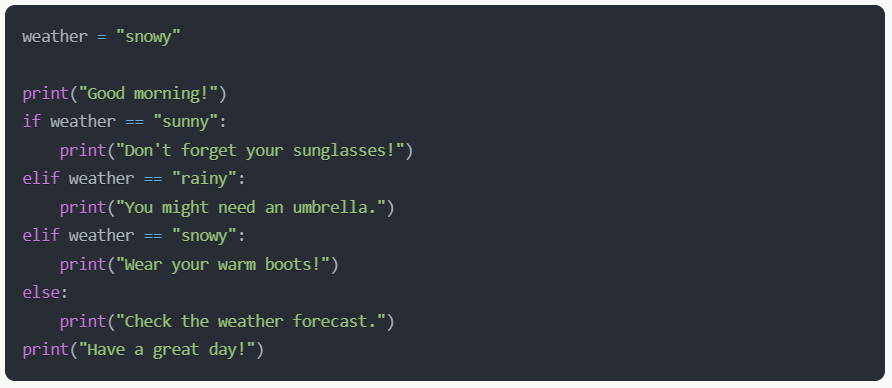 weather = "snowy"
print("Good morning!")
if weather == "sunny":
    print("Don't forget your sunglasses!")
elif weather == "rainy":
    print("You might need an umbrella.")
elif weather == "snowy":
    print("Wear your warm boots!")
else:
    print("Check the weather forecast.")
print("Have a great day!")